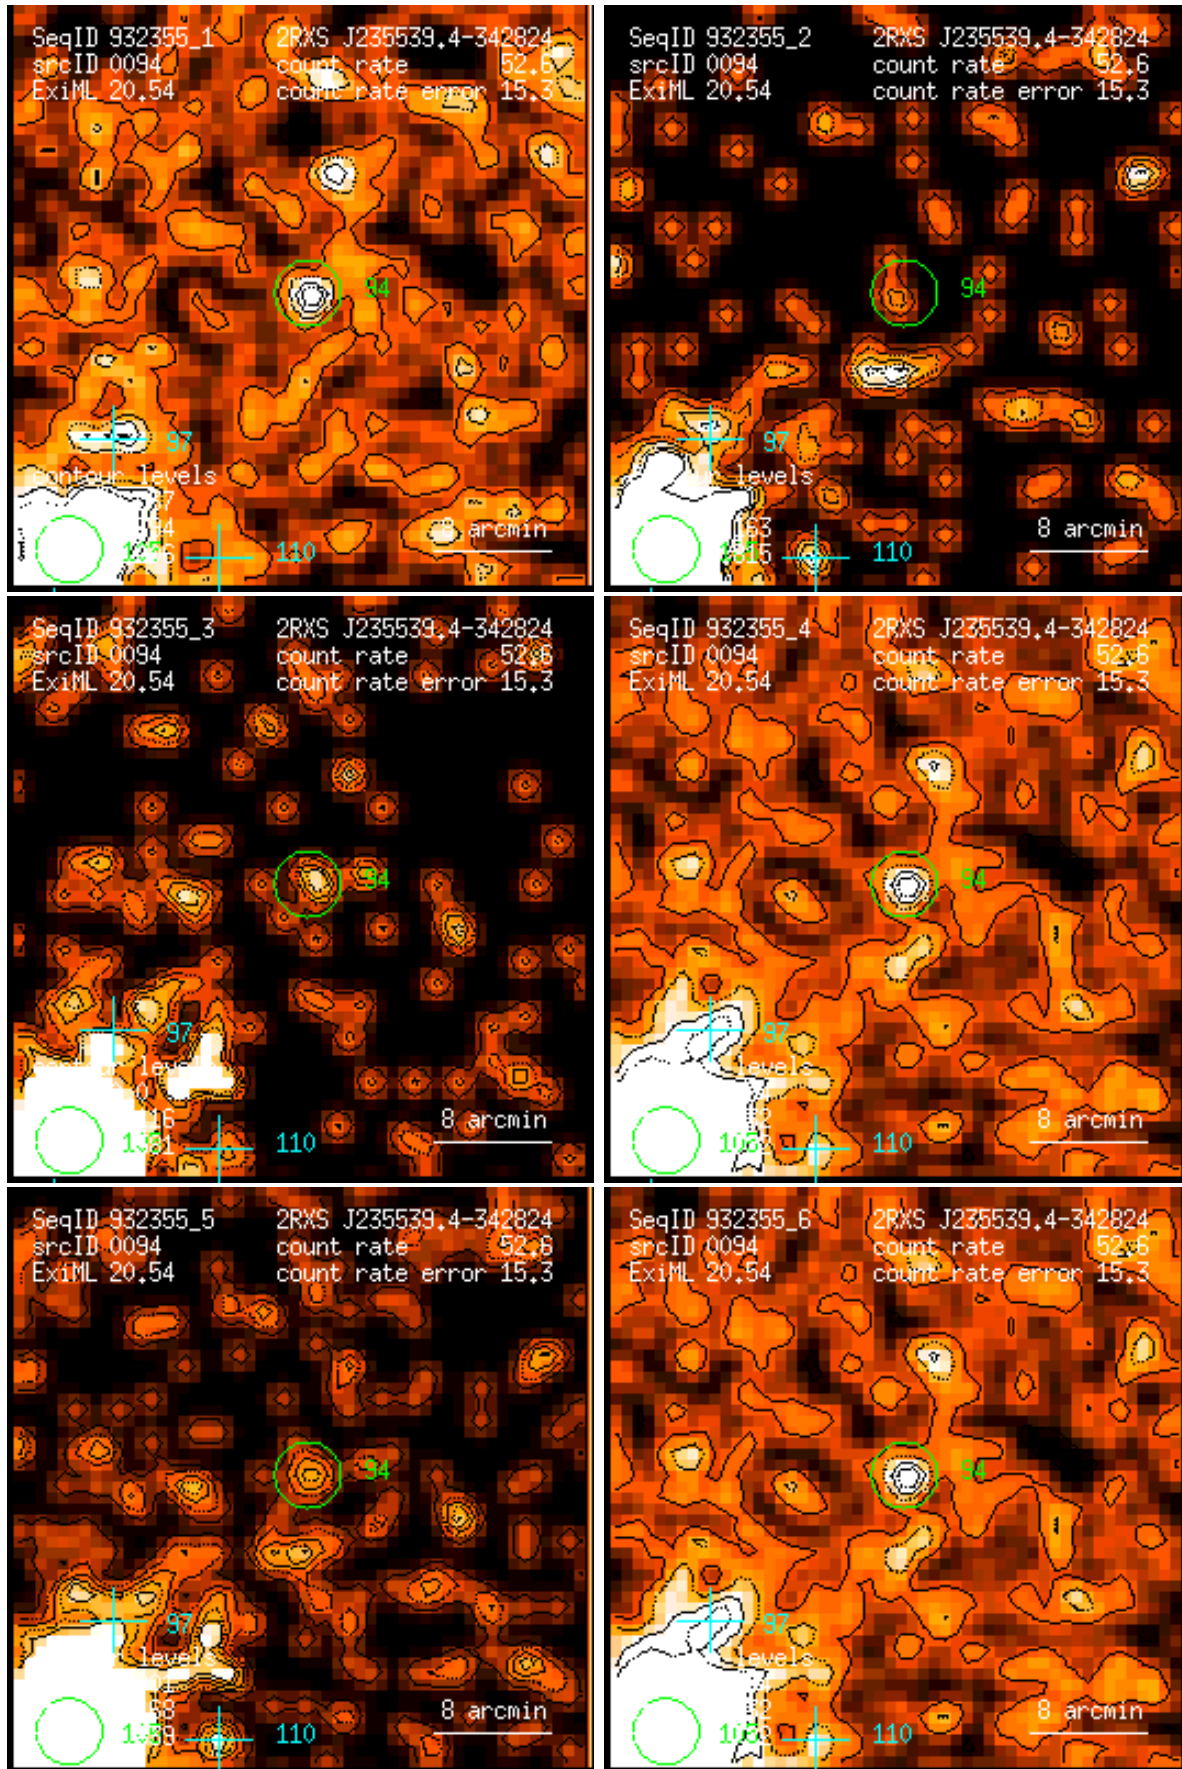 SeqID 932355_1 2RXS J235539.4-342824
srcID 0094 count rate 52.6
ExiML 20.54 count rate error 15.3
94
97
contour levels
8 arcmin
110
SeqID 932355_2 2RXS J235539.4-342824
srcID 0094 count rate 52.6
ExiML 20.54 count rate error 15.3
94
97
levels
8 arcmin
110
SeqID 932355_3 2RXS J235539.4-342824
srcID 0094 count rate 52.6
ExiML 20.54 count rate error 15.3
94
97
8 arcmin
110
SeqID 932355_4 2RXS J235539.4-342824
srcID 0094 count rate 52.6
ExiML 20.54 count rate error 15.3
94
97
levels
8 arcmin
110
SeqID 932355_5 2RXS J235539.4-342824
srcID 0094 count rate 52.6
ExiML 20.54 count rate error 15.3
94
97
levels
8 arcmin
110
SeqID 932355_6 2RXS J235539.4-342824
srcID 0094 count rate 52.6
ExiML 20.54 count rate error 15.3
94
97
levels
8 arcmin
110